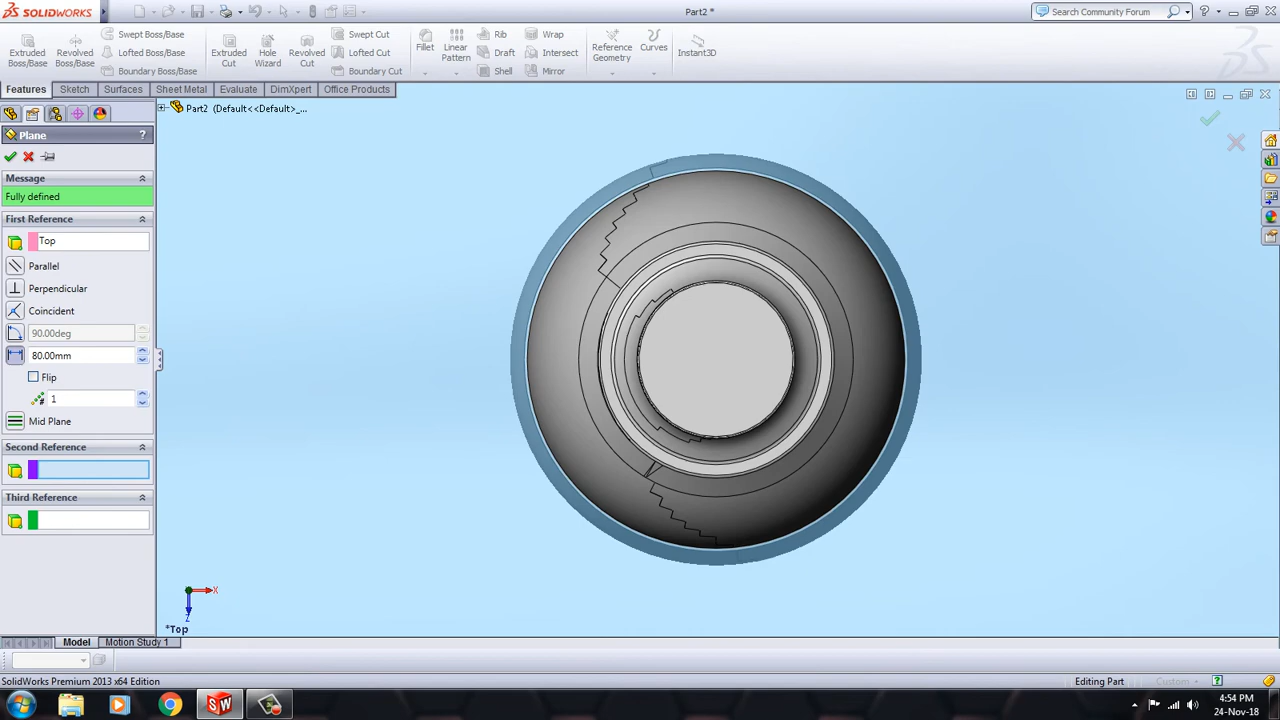 SOLIDWORKS
Part2 *
Search Community Forum
Extruded Boss/Base
Revolved Boss/Base
Swept Boss/Base
Lofted Boss/Base
Boundary Boss/Base
Extruded Cut
Hole Wizard
Revolved Cut
Swept Cut
Lofted Cut
Boundary Cut
Fillet
Linear Pattern
Rib
Draft
Shell
Wrap
Intersect
Mirror
Reference Geometry
Curves
Instant3D
Features
Sketch
Surfaces
Sheet Metal
Evaluate
DimXpert
Office Products
Part2 (Default<<Default>_...
Plane
?
Message
Fully defined
First Reference
Top
Parallel
Perpendicular
Coincident
90.00deg
80.00mm
Flip
1
Mid Plane
Second Reference
Third Reference
X
Z
*Top
Model
Motion Study 1
SolidWorks Premium 2013 x64 Edition
Editing Part
Custom
4:54 PM
24-Nov-18